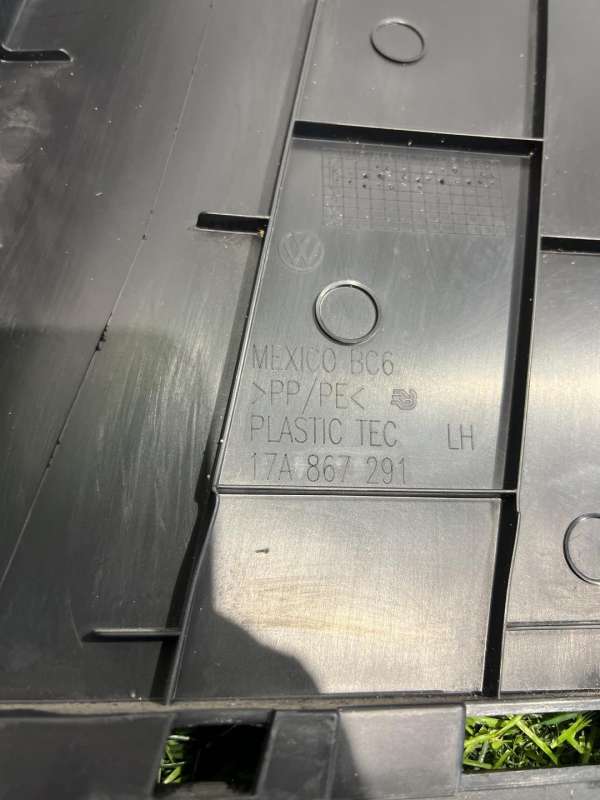 MEXICO BC6
>PP/PE<
PLASTIC TEC LH
17A 867 291